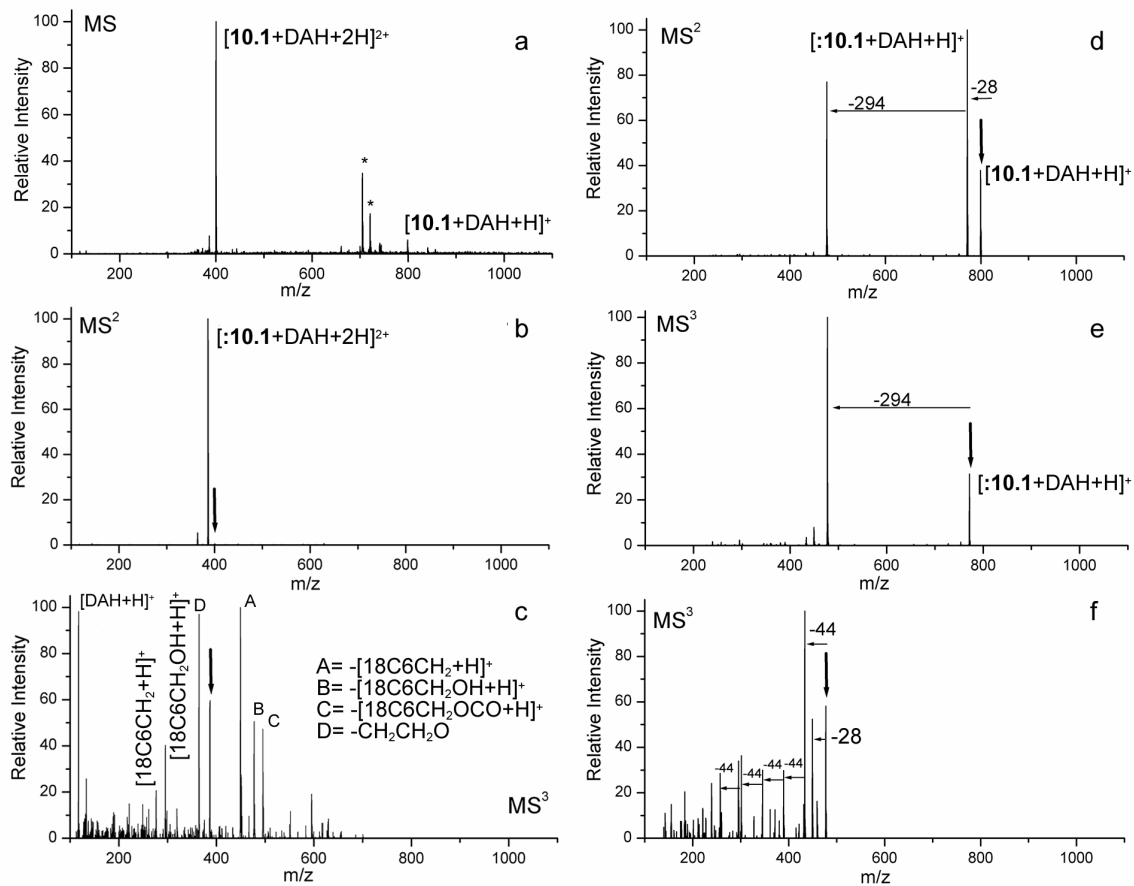 MS
a
[10.1+DAH+2H]²⁺
*
*
[10.1+DAH+H]⁺
Relative Intensity
100
80
60
40
20
0
200 400 600 800 1000
m/z
MS²
b
[:10.1+DAH+2H]²⁺
Relative Intensity
100
80
60
40
20
0
200 400 600 800 1000
m/z
c
[DAH+H]⁺
[18C6CH₂+H]⁺
[18C6CH₂OH+H]⁺
D
A
B
C
A= -[18C6CH₂+H]⁺
B= -[18C6CH₂OH+H]⁺
C= -[18C6CH₂OCO+H]⁺
D= -CH₂CH₂O
MS³
Relative Intensity
100
80
60
40
20
0
200 400 600 800 1000
m/z
MS²
d
[:10.1+DAH+H]⁺
-28
-294
[10.1+DAH+H]⁺
Relative Intensity
100
80
60
40
20
0
200 400 600 800 1000
m/z
MS³
e
-294
[:10.1+DAH+H]⁺
Relative Intensity
100
80
60
40
20
0
200 400 600 800 1000
m/z
MS³
f
-44
-28
-44 -44 -44 -44
Relative Intensity
100
80
60
40
20
0
200 400 600 800 1000
m/z